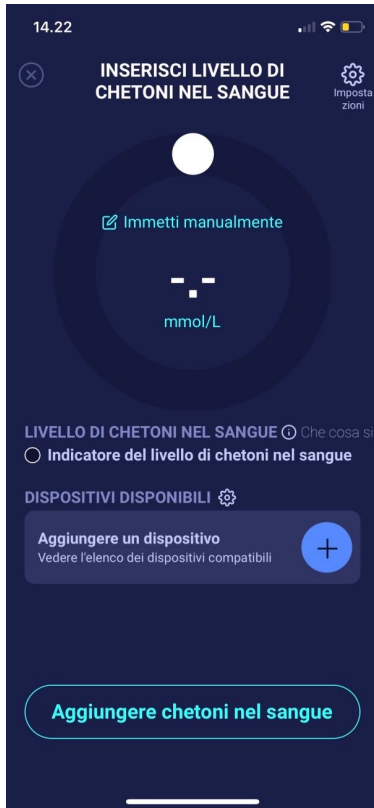 14.22
INSERISCI LIVELLO DI
CHETONI NEL SANGUE
Imposta
zioni
Immetti manualmente
-.-
mmol/L
LIVELLO DI CHETONI NEL SANGUE Che cosa si
Indicatore del livello di chetoni nel sangue
DISPOSITIVI DISPONIBILI
Aggiungere un dispositivo
Vedere l'elenco dei dispositivi compatibili
Aggiungere chetoni nel sangue